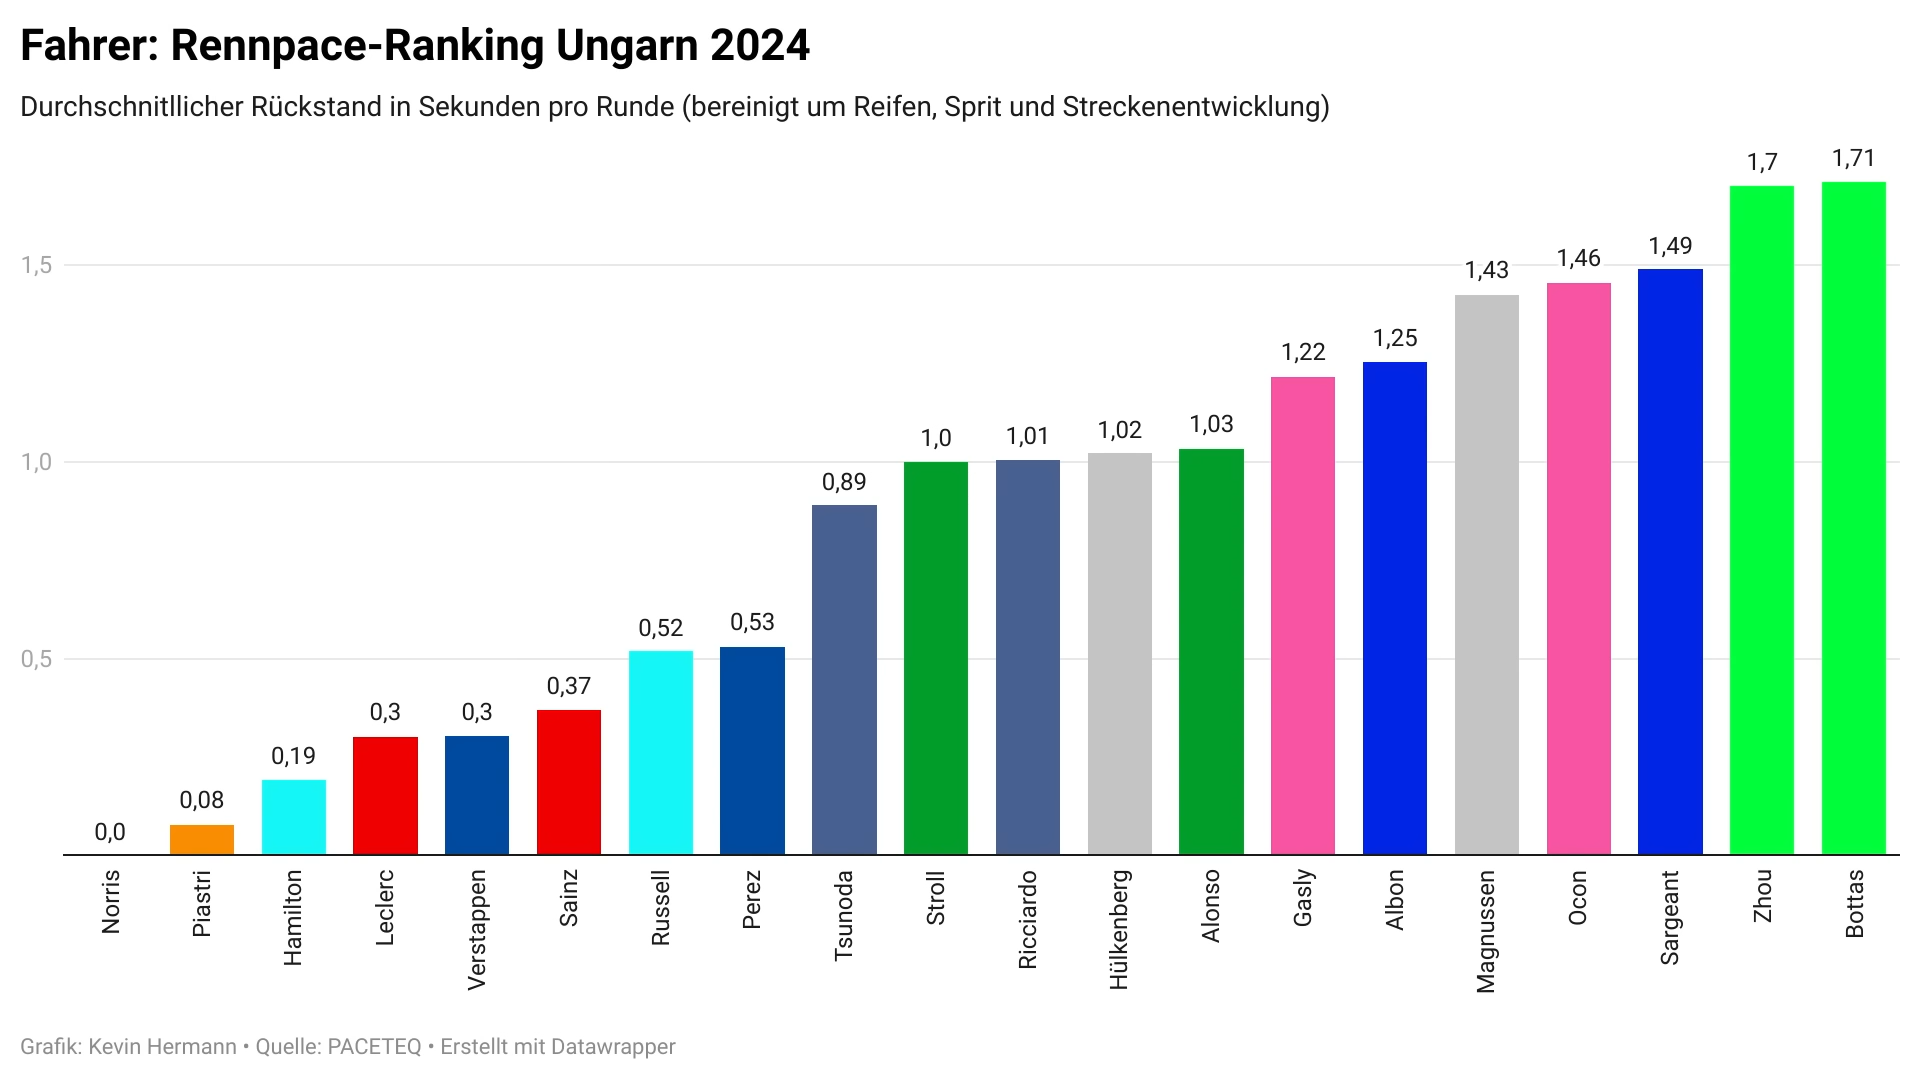 Fahrer: Rennpace-Ranking Ungarn 2024
Durchschnitllicher Rückstand in Sekunden pro Runde (bereinigt um Reifen, Sprit und Streckenentwicklung)
1,5
1,0
0,5
0,0
0,08
0,19
0,3
0,3
0,37
0,52
0,53
0,89
1,0
1,01
1,02
1,03
1,22
1,25
1,43
1,46
1,49
1,7
1,71
Norris
Piastri
Hamilton
Leclerc
Verstappen
Sainz
Russell
Perez
Tsunoda
Stroll
Ricciardo
Hülkenberg
Alonso
Gasly
Albon
Magnussen
Ocon
Sargeant
Zhou
Bottas
Grafik: Kevin Hermann • Quelle: PACETEQ • Erstellt mit Datawrapper